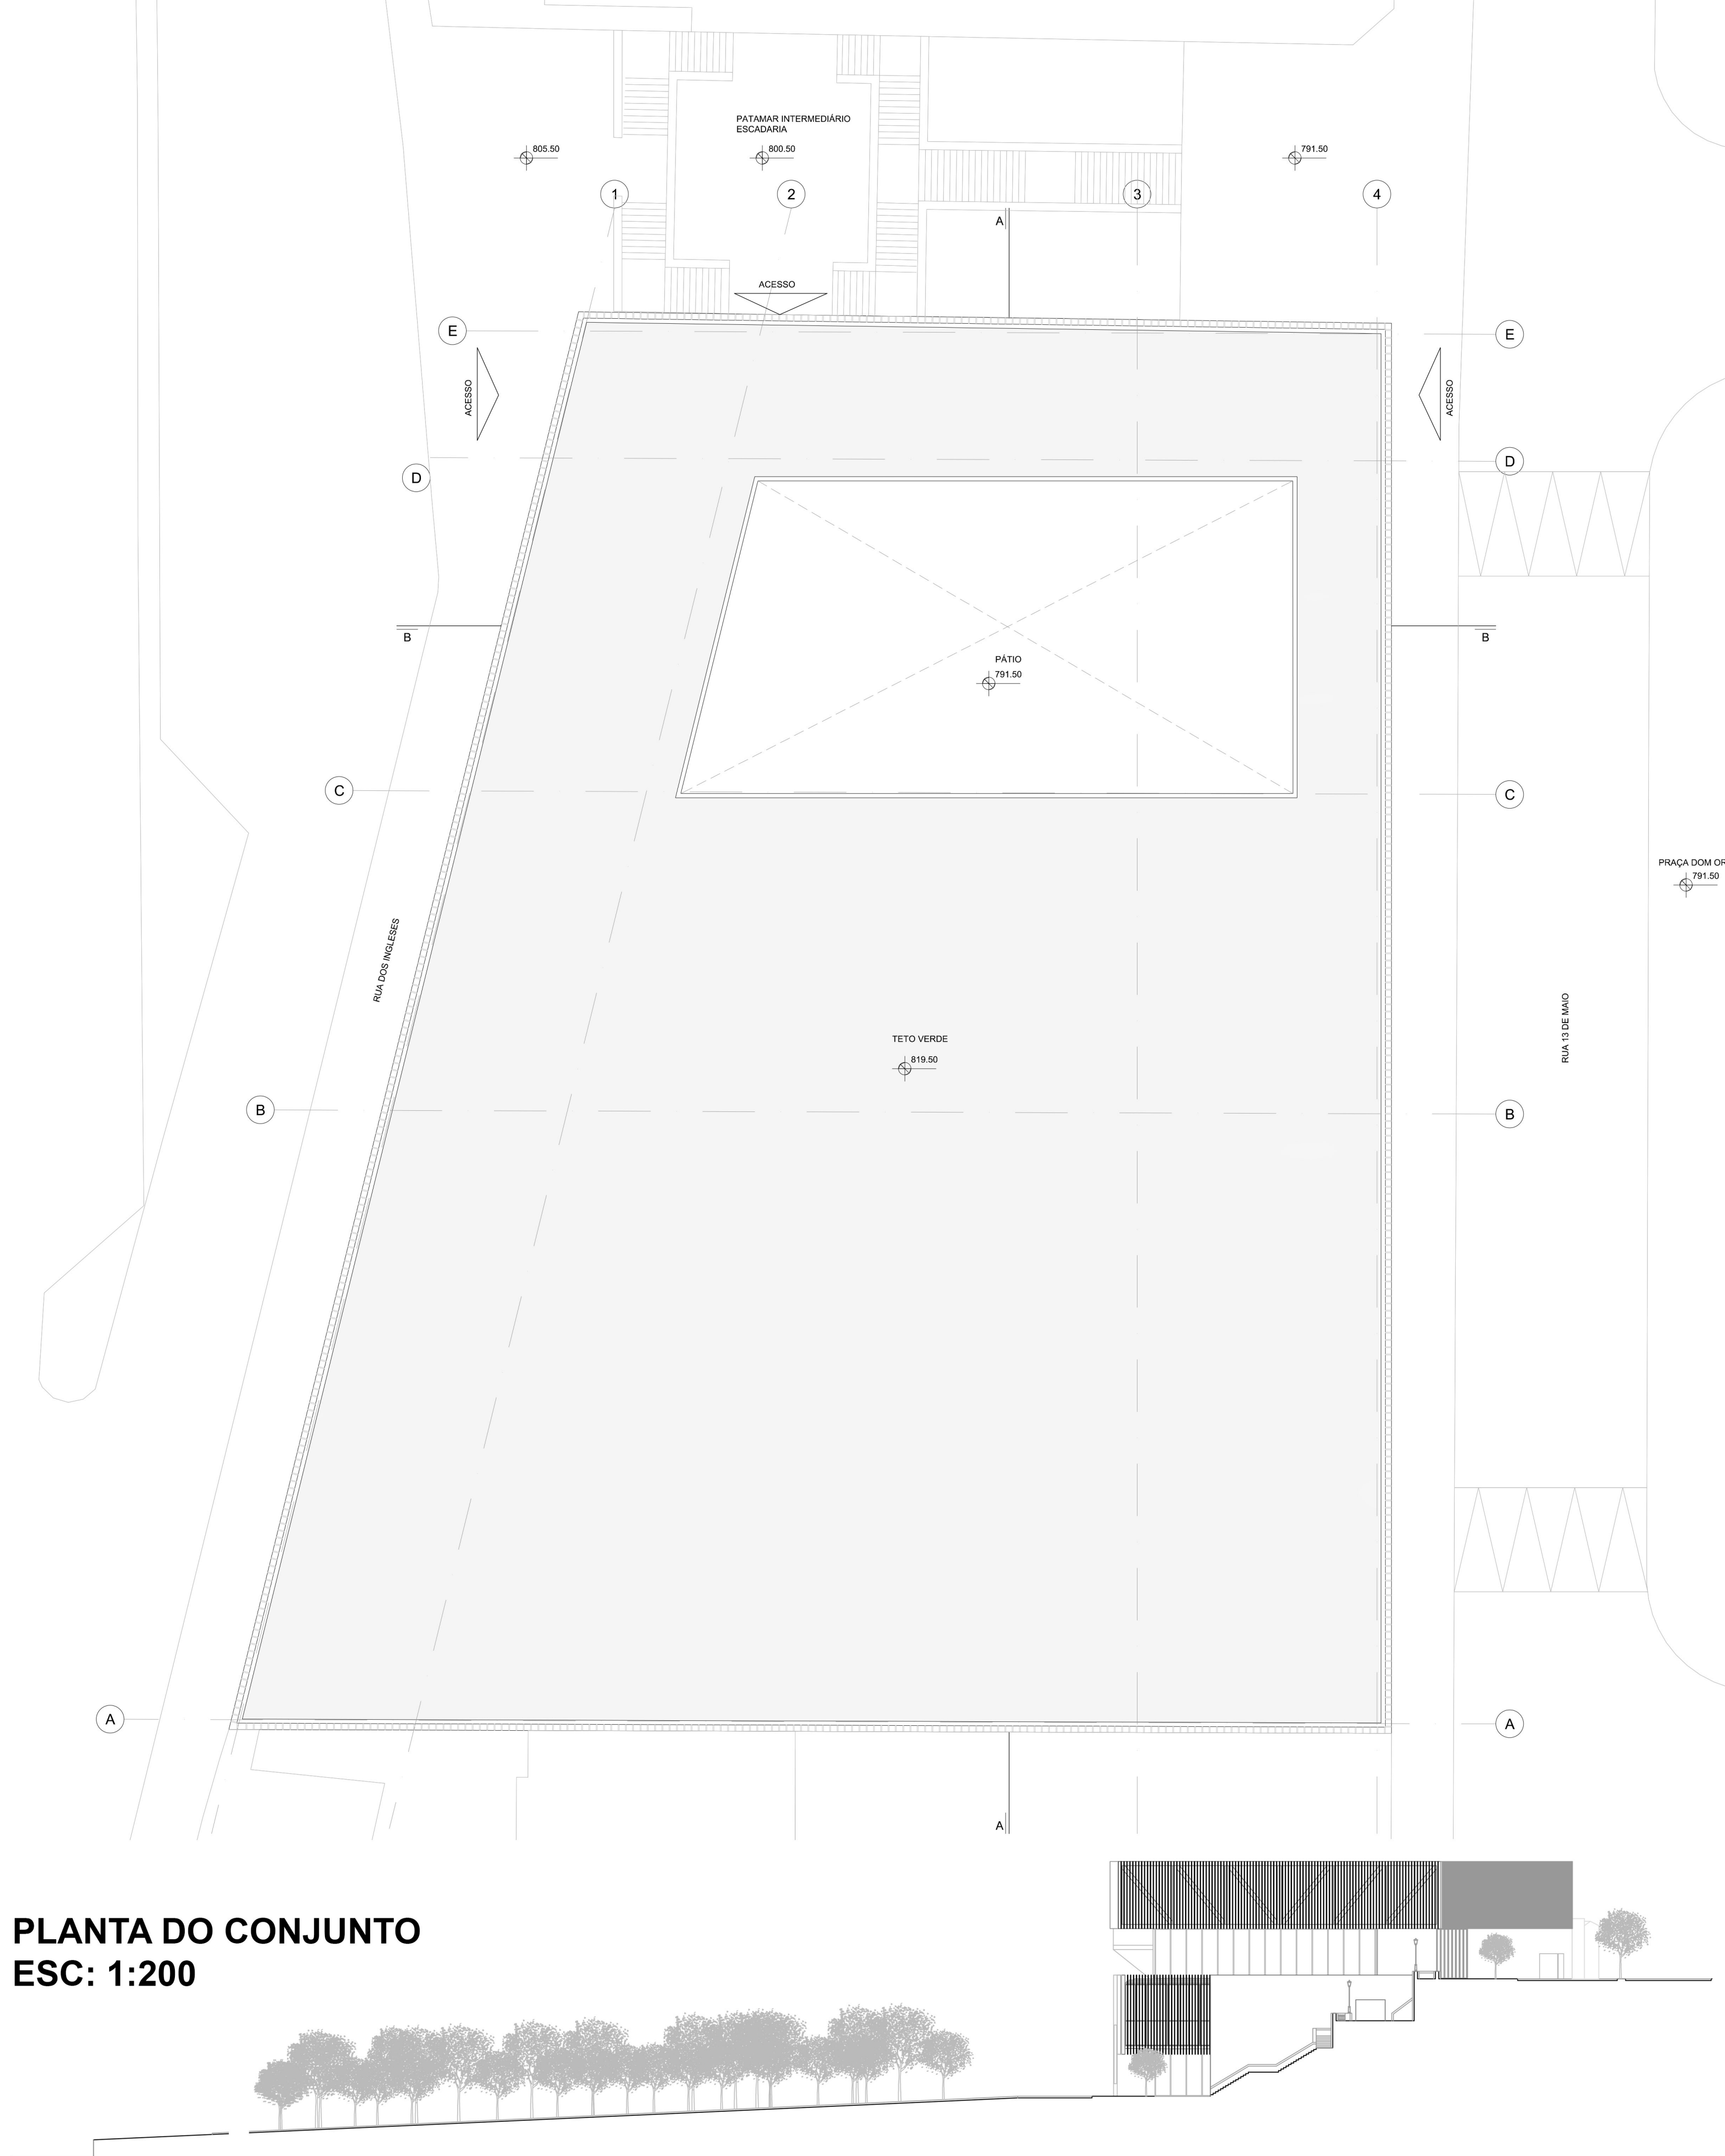 PATAMAR INTERMEDIÁRIO
ESCADARIA
805.50
800.50
791.50
1
2
3
4
A
ACESSO
E
E
ACESSO
ACESSO
D
D
B
B
PÁTIO
791.50
C
C
PRAÇA DOM OR
791.50
RUA DOS INGLESES
RUA 13 DE MAIO
TETO VERDE
819.50
B
B
A
A
A
PLANTA DO CONJUNTO
ESC: 1:200